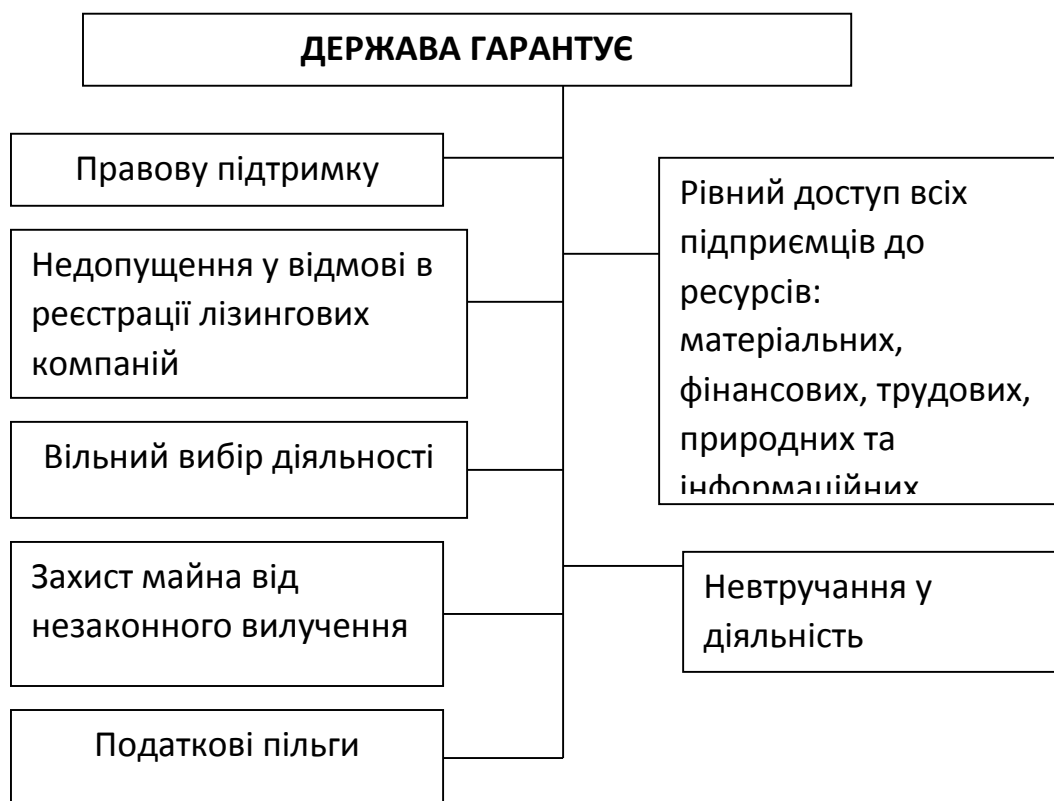 ДЕРЖАВА ГАРАНТУЄ
Правову підтримку
Недопущення у відмові в
реєстрації лізингових
компаній
Вільний вибір діяльності
Захист майна від
незаконного вилучення
Податкові пільги
Рівний доступ всіх
підприємців до
ресурсів:
матеріальних,
фінансових, трудових,
природних та
інформаційних
Невтручання у
діяльність